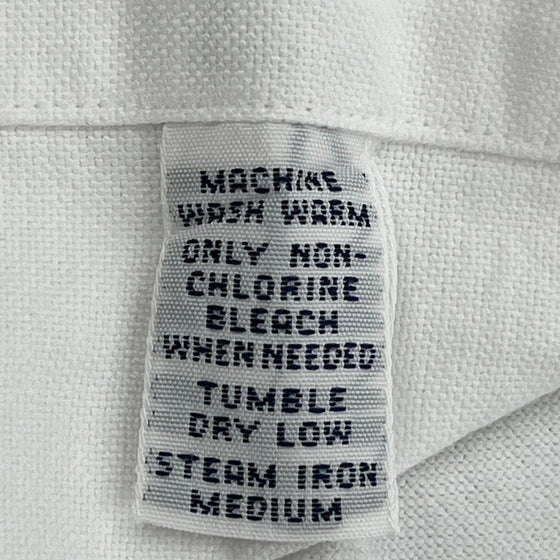 MACHINE
WASH WARM
ONLY NON-
CHLORINE
BLEACH
WHEN NEEDED
TUMBLE
DRY LOW
STEAM IRON
MEDIUM